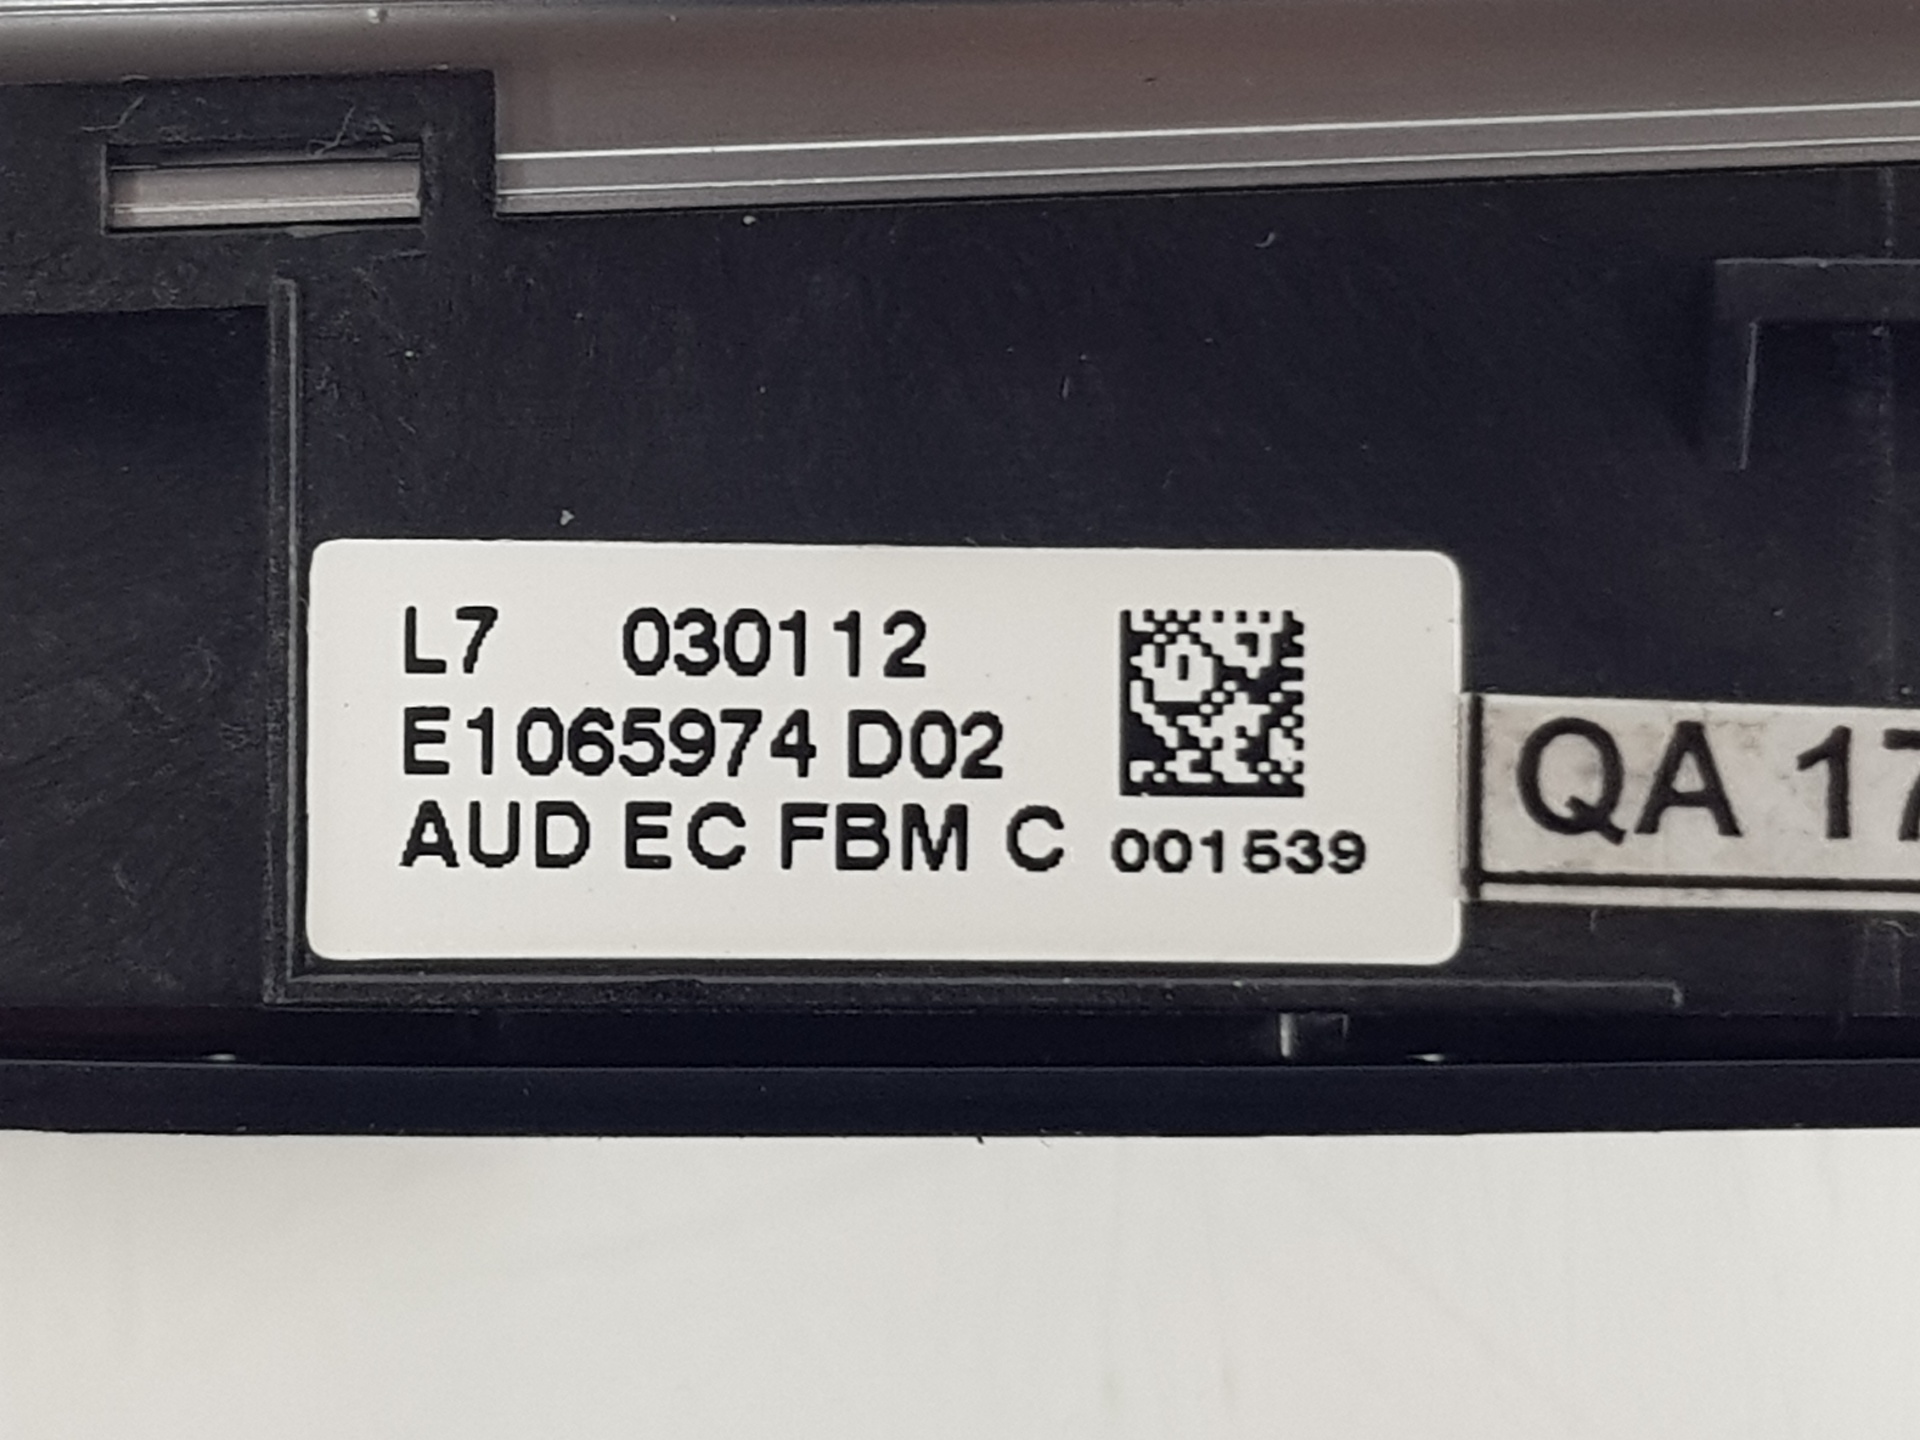 L7 030112
E1065974 D02
AUD EC FBM C 001539
QA 17